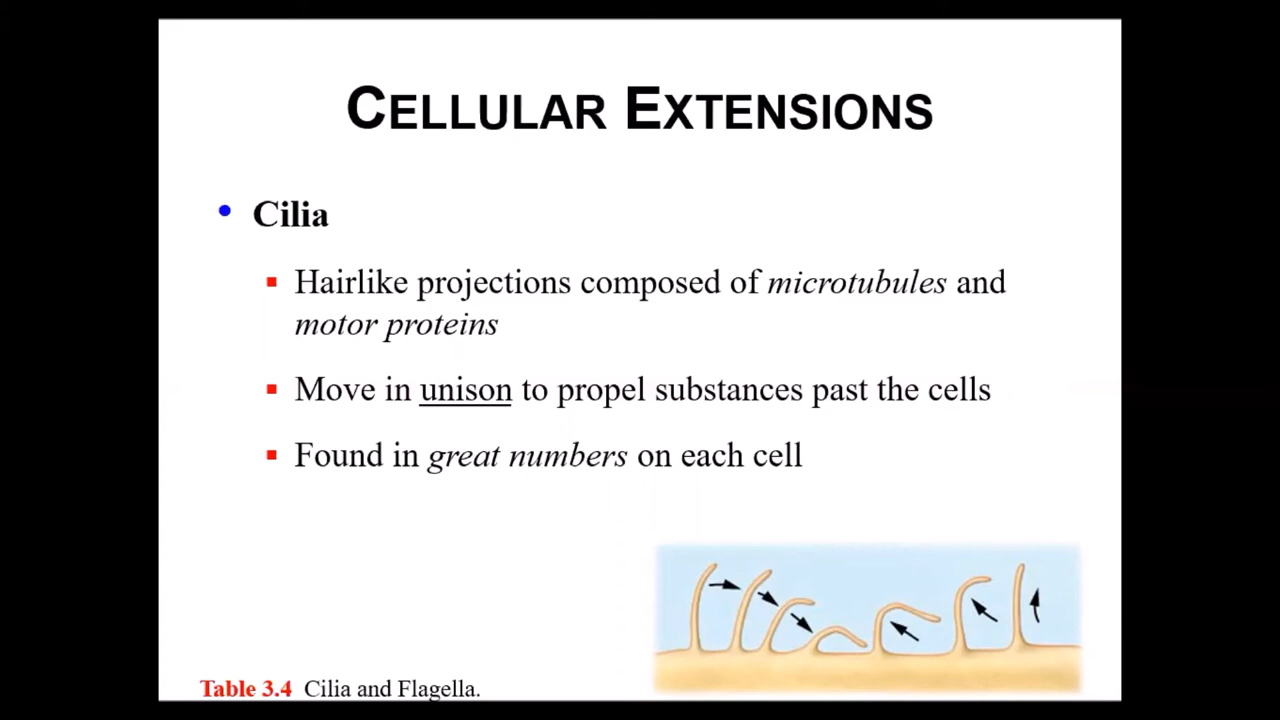 CELLULAR EXTENSIONS
• Cilia
▪ Hairlike projections composed of microtubules and
motor proteins
▪ Move in unison to propel substances past the cells
▪ Found in great numbers on each cell
Table 3.4 Cilia and Flagella.